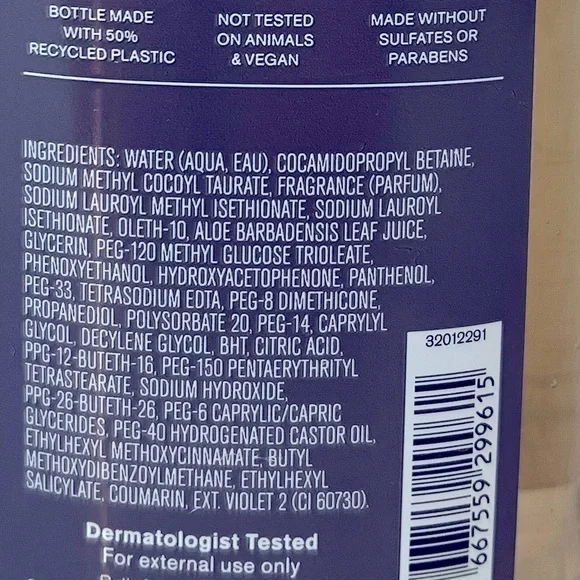 BOTTLE MADE
WITH 50%
RECYCLED PLASTIC
NOT TESTED
ON ANIMALS
& VEGAN
MADE WITHOUT
SULFATES OR
PARABENS
INGREDIENTS: WATER (AQUA, EAU), COCAMIDOPROPYL BETAINE,
SODIUM METHYL COCOYL TAURATE, FRAGRANCE (PARFUM),
SODIUM LAUROYL METHYL ISETHIONATE, SODIUM LAUROYL
ISETHIONATE, OLETH-10, ALOE BARBADENSIS LEAF JUICE,
GLYCERIN, PEG-120 METHYL GLUCOSE TRIOLEATE,
PHENOXYETHANOL, HYDROXYACETOPHENONE, PANTHENOL,
PEG-33, TETRASODIUM EDTA, PEG-8 DIMETHICONE,
PROPANEDIOL, POLYSORBATE 20, PEG-14, CAPRYLYL
GLYCOL, DECYLENE GLYCOL, BHT, CITRIC ACID,
PPG-12-BUTETH-16, PEG-150 PENTAERYTHRITYL
TETRASTEARATE, SODIUM HYDROXIDE,
PPG-26-BUTETH-26, PEG-6 CAPRYLIC/CAPRIC
GLYCERIDES, PEG-40 HYDROGENATED CASTOR OIL,
ETHYLHEXYL METHOXYCINNAMATE, BUTYL
METHOXYDIBENZOYLMETHANE, ETHYLHEXYL
SALICYLATE, COUMARIN, EXT. VIOLET 2 (CI 60730).
Dermatologist Tested
For external use only
32012291
667559 299615